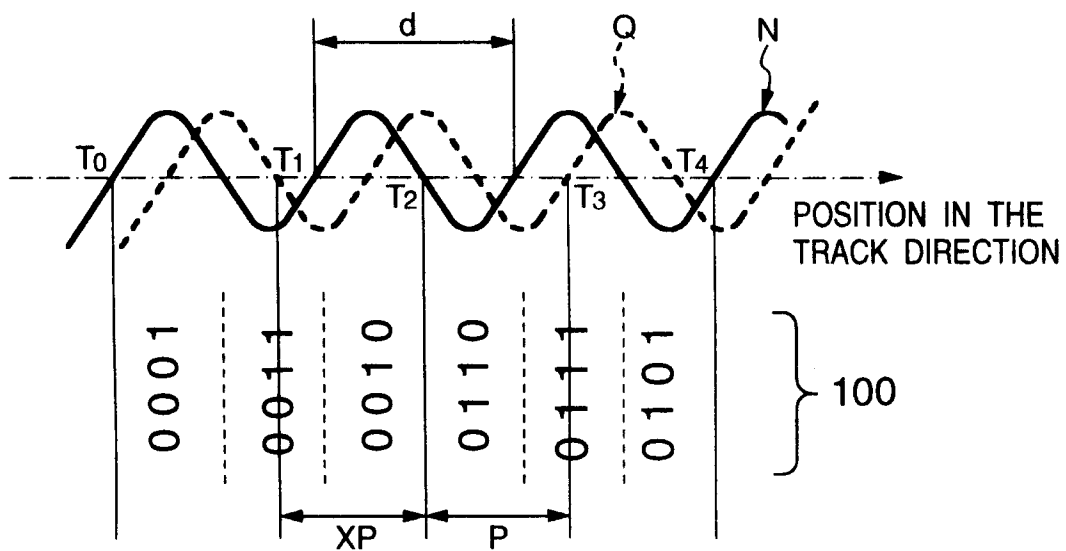 d
Q
N
T0
T1
T2
T3
T4
POSITION IN THE
TRACK DIRECTION
0001
0011
0010
0110
0111
0101
100
XP
P